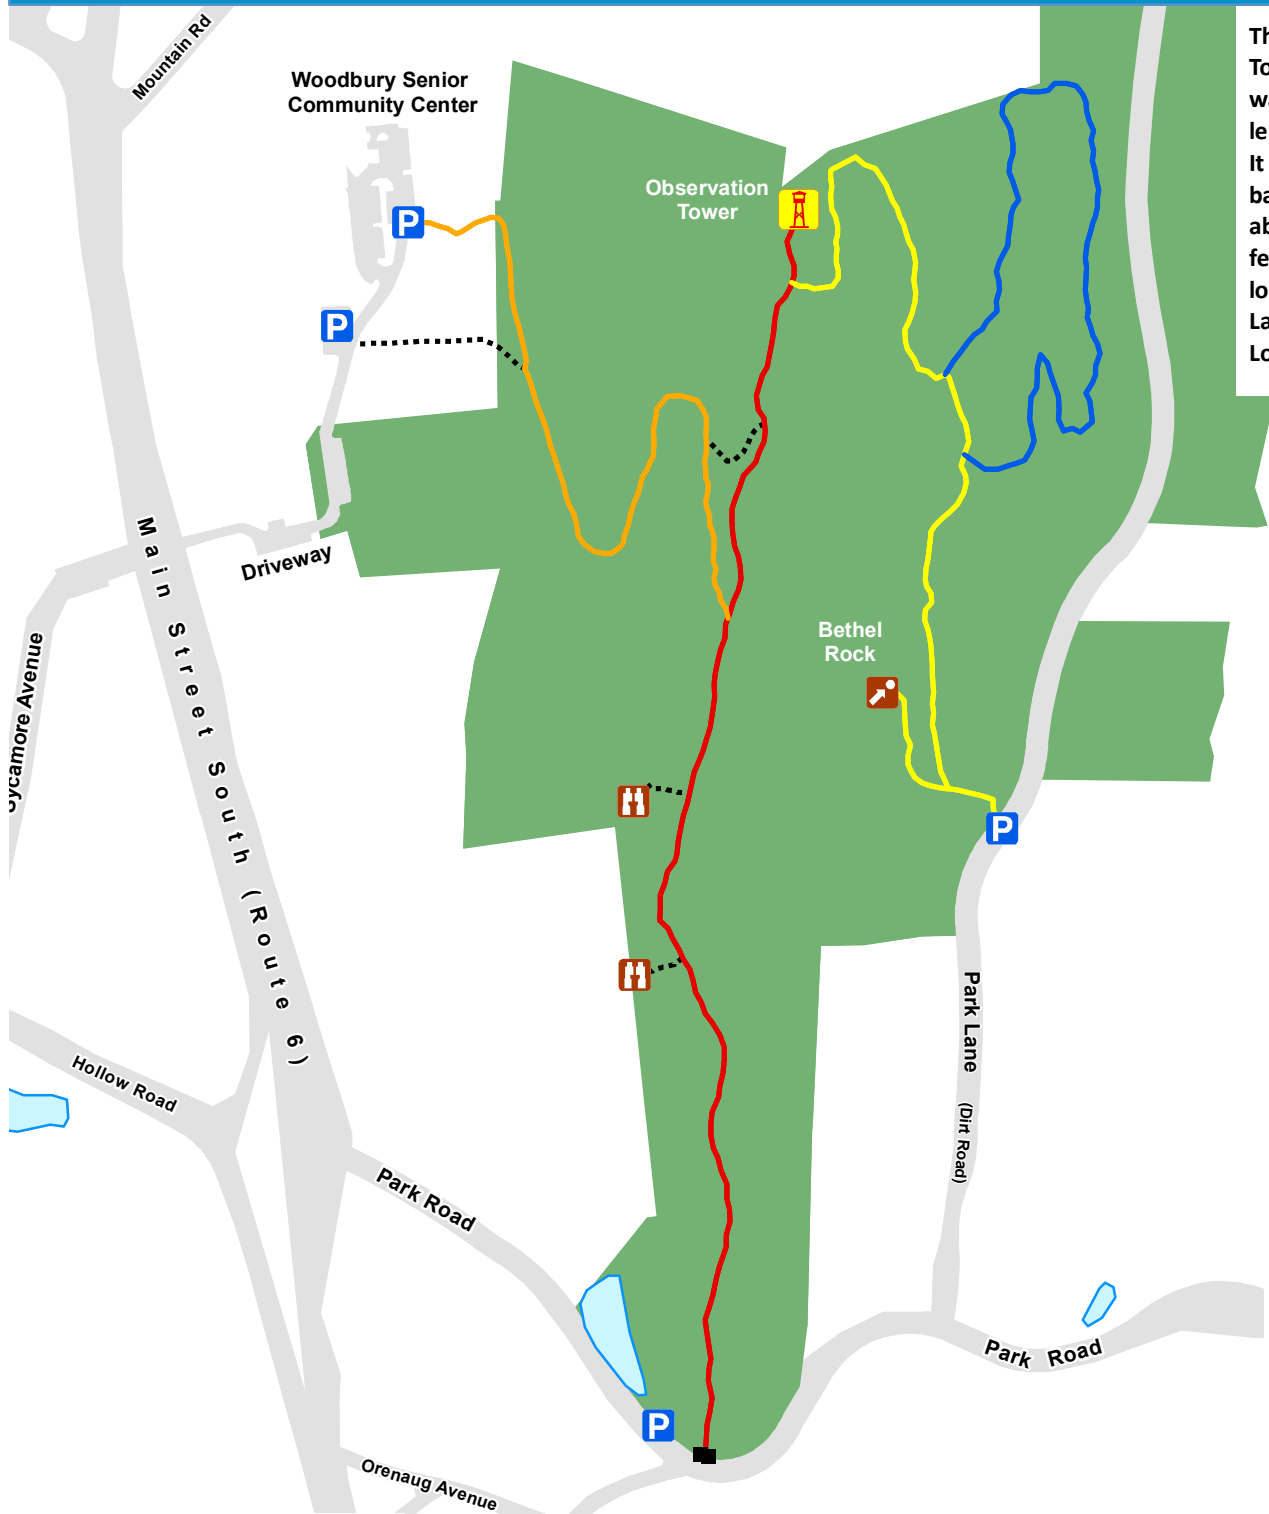 Mountain Rd
Woodbury Senior
Community Center
P
Observation
Tower
P
Driveway
Main Street South (Route 6)
Sycamore Avenue
Bethel
Rock
P
Park Lane
(Dirt Road)
Hollow Road
Park Road
Park Road
P
Orenaug Avenue